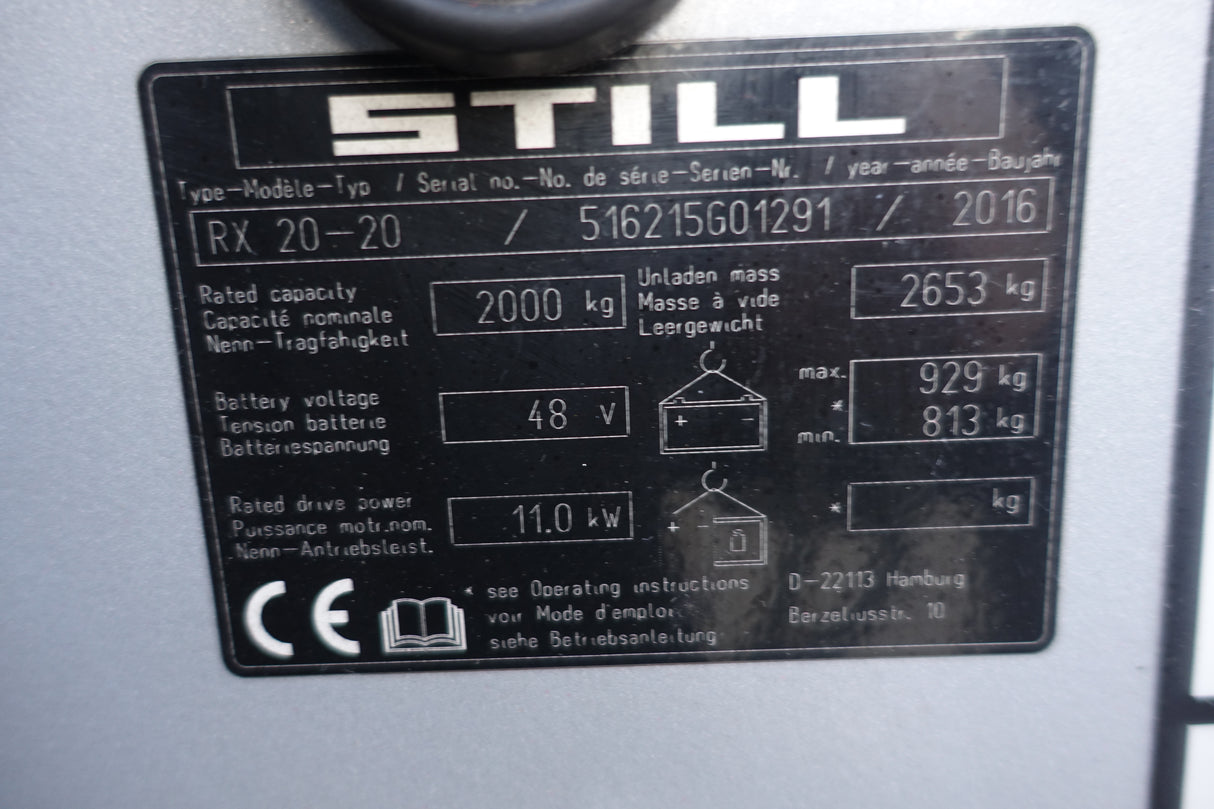 STILL
Type-Modèle-Typ / Serial no.-No. de série-Serien-Nr. / year-année-Baujahr
RX 20-20 / 516215G01291 / 2016
Rated capacity
Capacité nominale
Nenn-Tragfähigkeit
2000 kg
Unladen mass
Masse à vide
Leergewicht
2653 kg
Battery voltage
Tension batterie
Batteriespannung
48 V
+ -
max.
*
min.
929 kg
813 kg
Rated drive power
Puissance motr.nom.
Nenn-Antriebsleist.
11.0 kW
+ -
* kg
CE
* see Operating instructions
voir Mode d'emploi
siehe Betriebsanleitung
D-22113 Hamburg
Berzeliusstr. 10